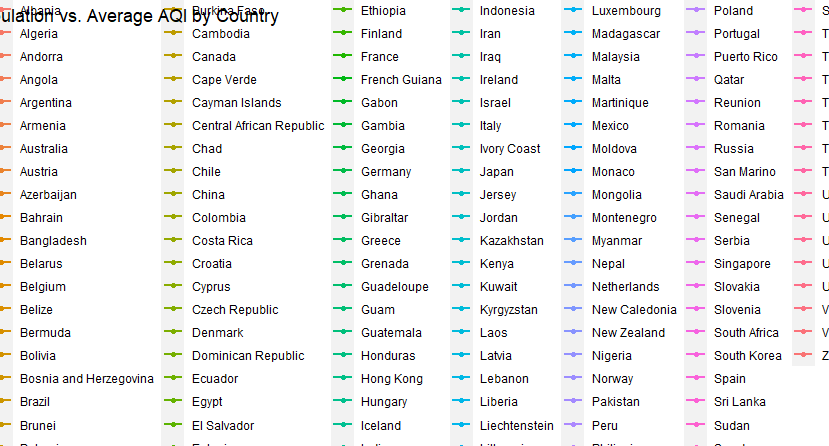 ulation vs. Average AQI by Country
Albania
Algeria
Andorra
Angola
Argentina
Armenia
Australia
Austria
Azerbaijan
Bahrain
Bangladesh
Belarus
Belgium
Belize
Bermuda
Bolivia
Bosnia and Herzegovina
Brazil
Brunei
Burkina Faso
Cambodia
Canada
Cape Verde
Cayman Islands
Central African Republic
Chad
Chile
China
Colombia
Costa Rica
Croatia
Cyprus
Czech Republic
Denmark
Dominican Republic
Ecuador
Egypt
El Salvador
Ethiopia
Finland
France
French Guiana
Gabon
Gambia
Georgia
Germany
Ghana
Gibraltar
Greece
Grenada
Guadeloupe
Guam
Guatemala
Honduras
Hong Kong
Hungary
Iceland
Indonesia
Iran
Iraq
Ireland
Israel
Italy
Ivory Coast
Japan
Jersey
Jordan
Kazakhstan
Kenya
Kuwait
Kyrgyzstan
Laos
Latvia
Lebanon
Liberia
Liechtenstein
Luxembourg
Madagascar
Malaysia
Malta
Martinique
Mexico
Moldova
Monaco
Mongolia
Montenegro
Myanmar
Nepal
Netherlands
New Caledonia
New Zealand
Nigeria
Norway
Pakistan
Peru
Poland
Portugal
Puerto Rico
Qatar
Reunion
Romania
Russia
San Marino
Saudi Arabia
Senegal
Serbia
Singapore
Slovakia
Slovenia
South Africa
South Korea
Spain
Sri Lanka
Sudan
S
T
T
T
T
T
T
T
U
U
U
U
U
V
V
Z